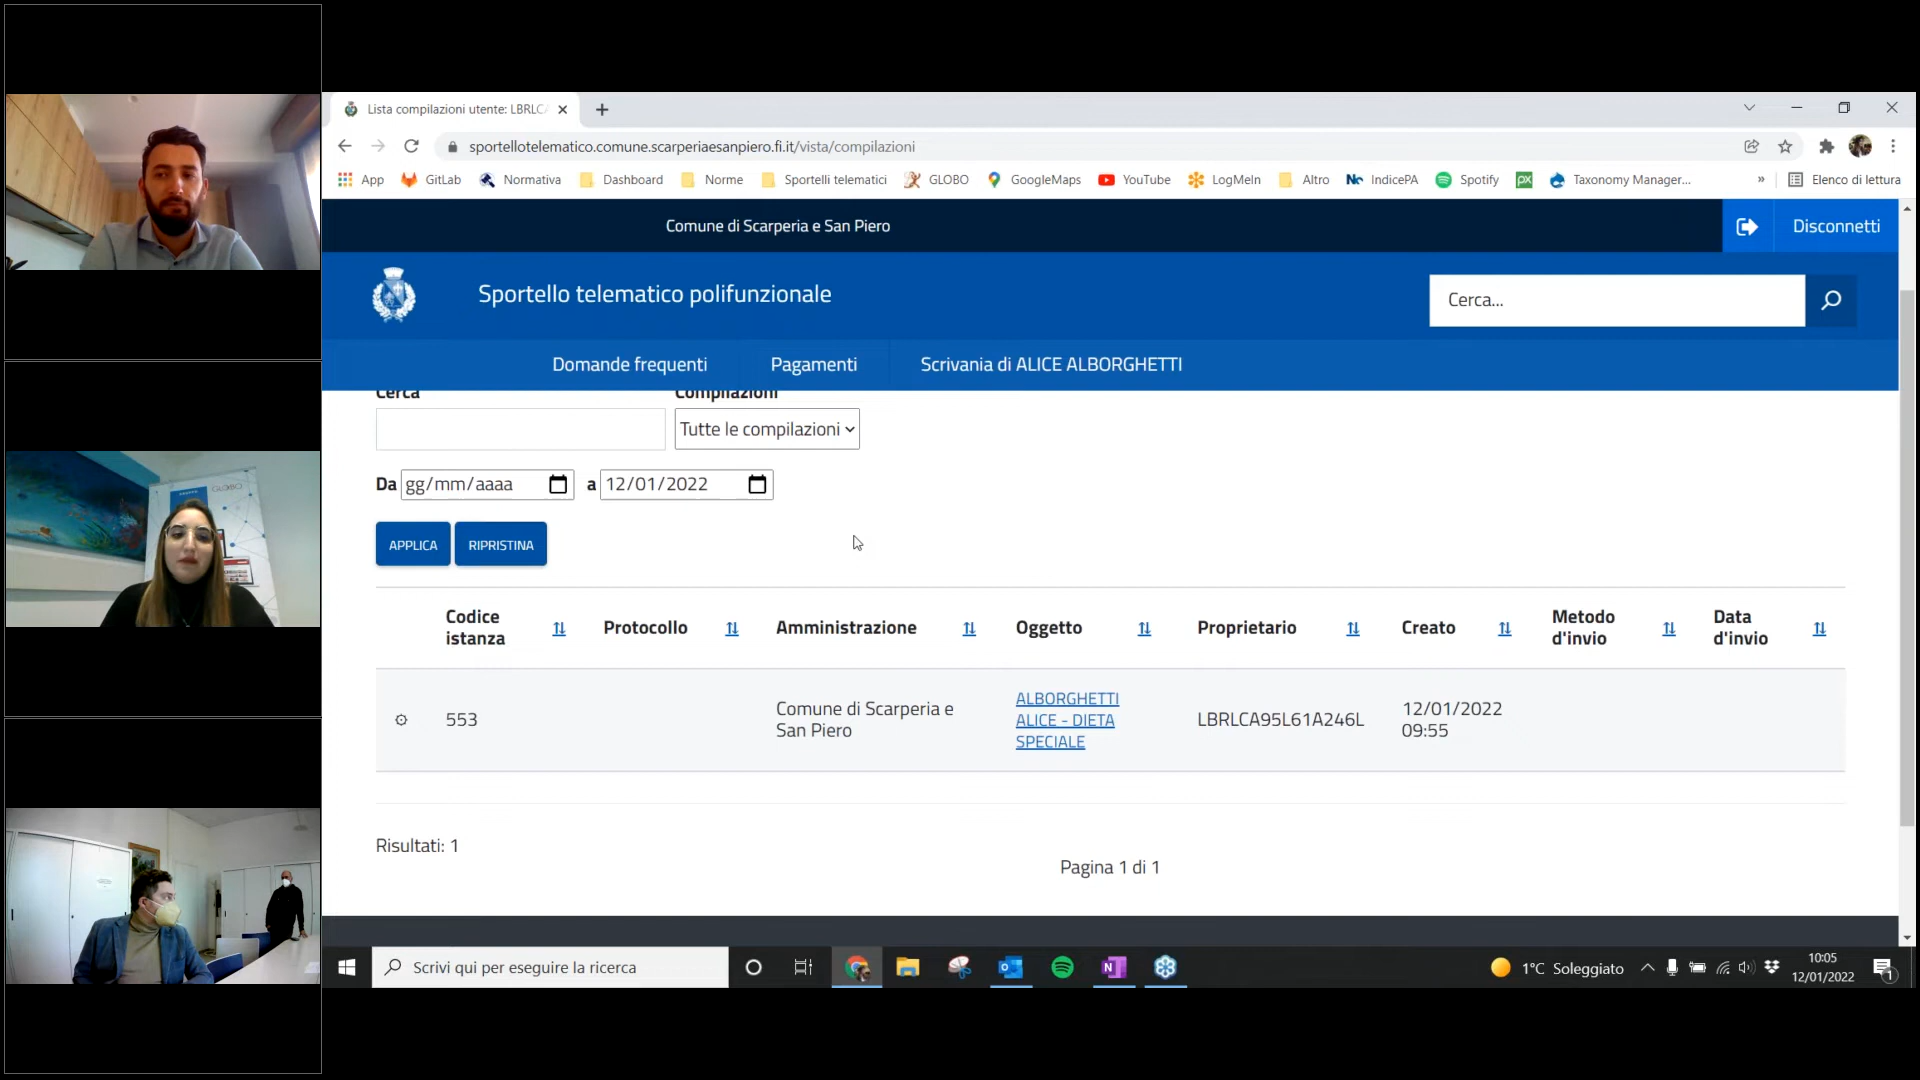 Lista compilazioni utente: LBRLC
sportellotelematico.comune.scarperiaesanpiero.fi.it/vista/compilazioni
App GitLab Normativa Dashboard Norme Sportelli telematici GLOBO GoogleMaps YouTube LogMeIn Altro IndicePA Spotify Taxonomy Manager... » Elenco di lettura
Comune di Scarperia e San Piero
Disconnetti
Sportello telematico polifunzionale
Cerca...
Domande frequenti Pagamenti Scrivania di ALICE ALBORGHETTI
Cerca Compilazioni
Tutte le compilazioni
Da gg/mm/aaaa a 12/01/2022
APPLICA RIPRISTINA
Codice istanza Protocollo Amministrazione Oggetto Proprietario Creato Metodo d'invio Data d'invio
553 Comune di Scarperia e San Piero ALBORGHETTI ALICE - DIETA SPECIALE LBRLCA95L61A246L 12/01/2022 09:55
Risultati: 1
Pagina 1 di 1
Scrivi qui per eseguire la ricerca
1°C Soleggiato
10:05
12/01/2022
1